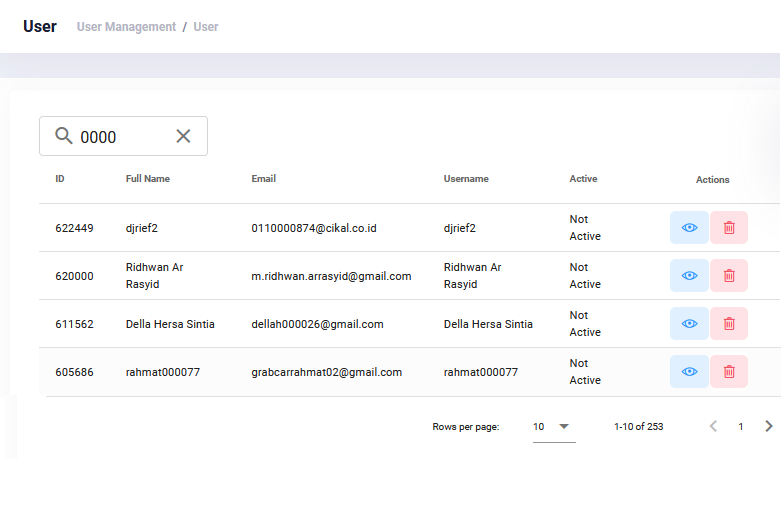 User User Management / User
0000
ID Full Name Email Username Active Actions
622449 djrief2 0110000874@cikal.co.id djrief2 Not
Active
620000 Ridhwan Ar
Rasyid m.ridhwan.arrasyid@gmail.com Ridhwan Ar
Rasyid Not
Active
611562 Della Hersa Sintia dellah000026@gmail.com Della Hersa Sintia Not
Active
605686 rahmat000077 grabcarrahmat02@gmail.com rahmat000077 Not
Active
Rows per page: 10 1-10 of 253 1